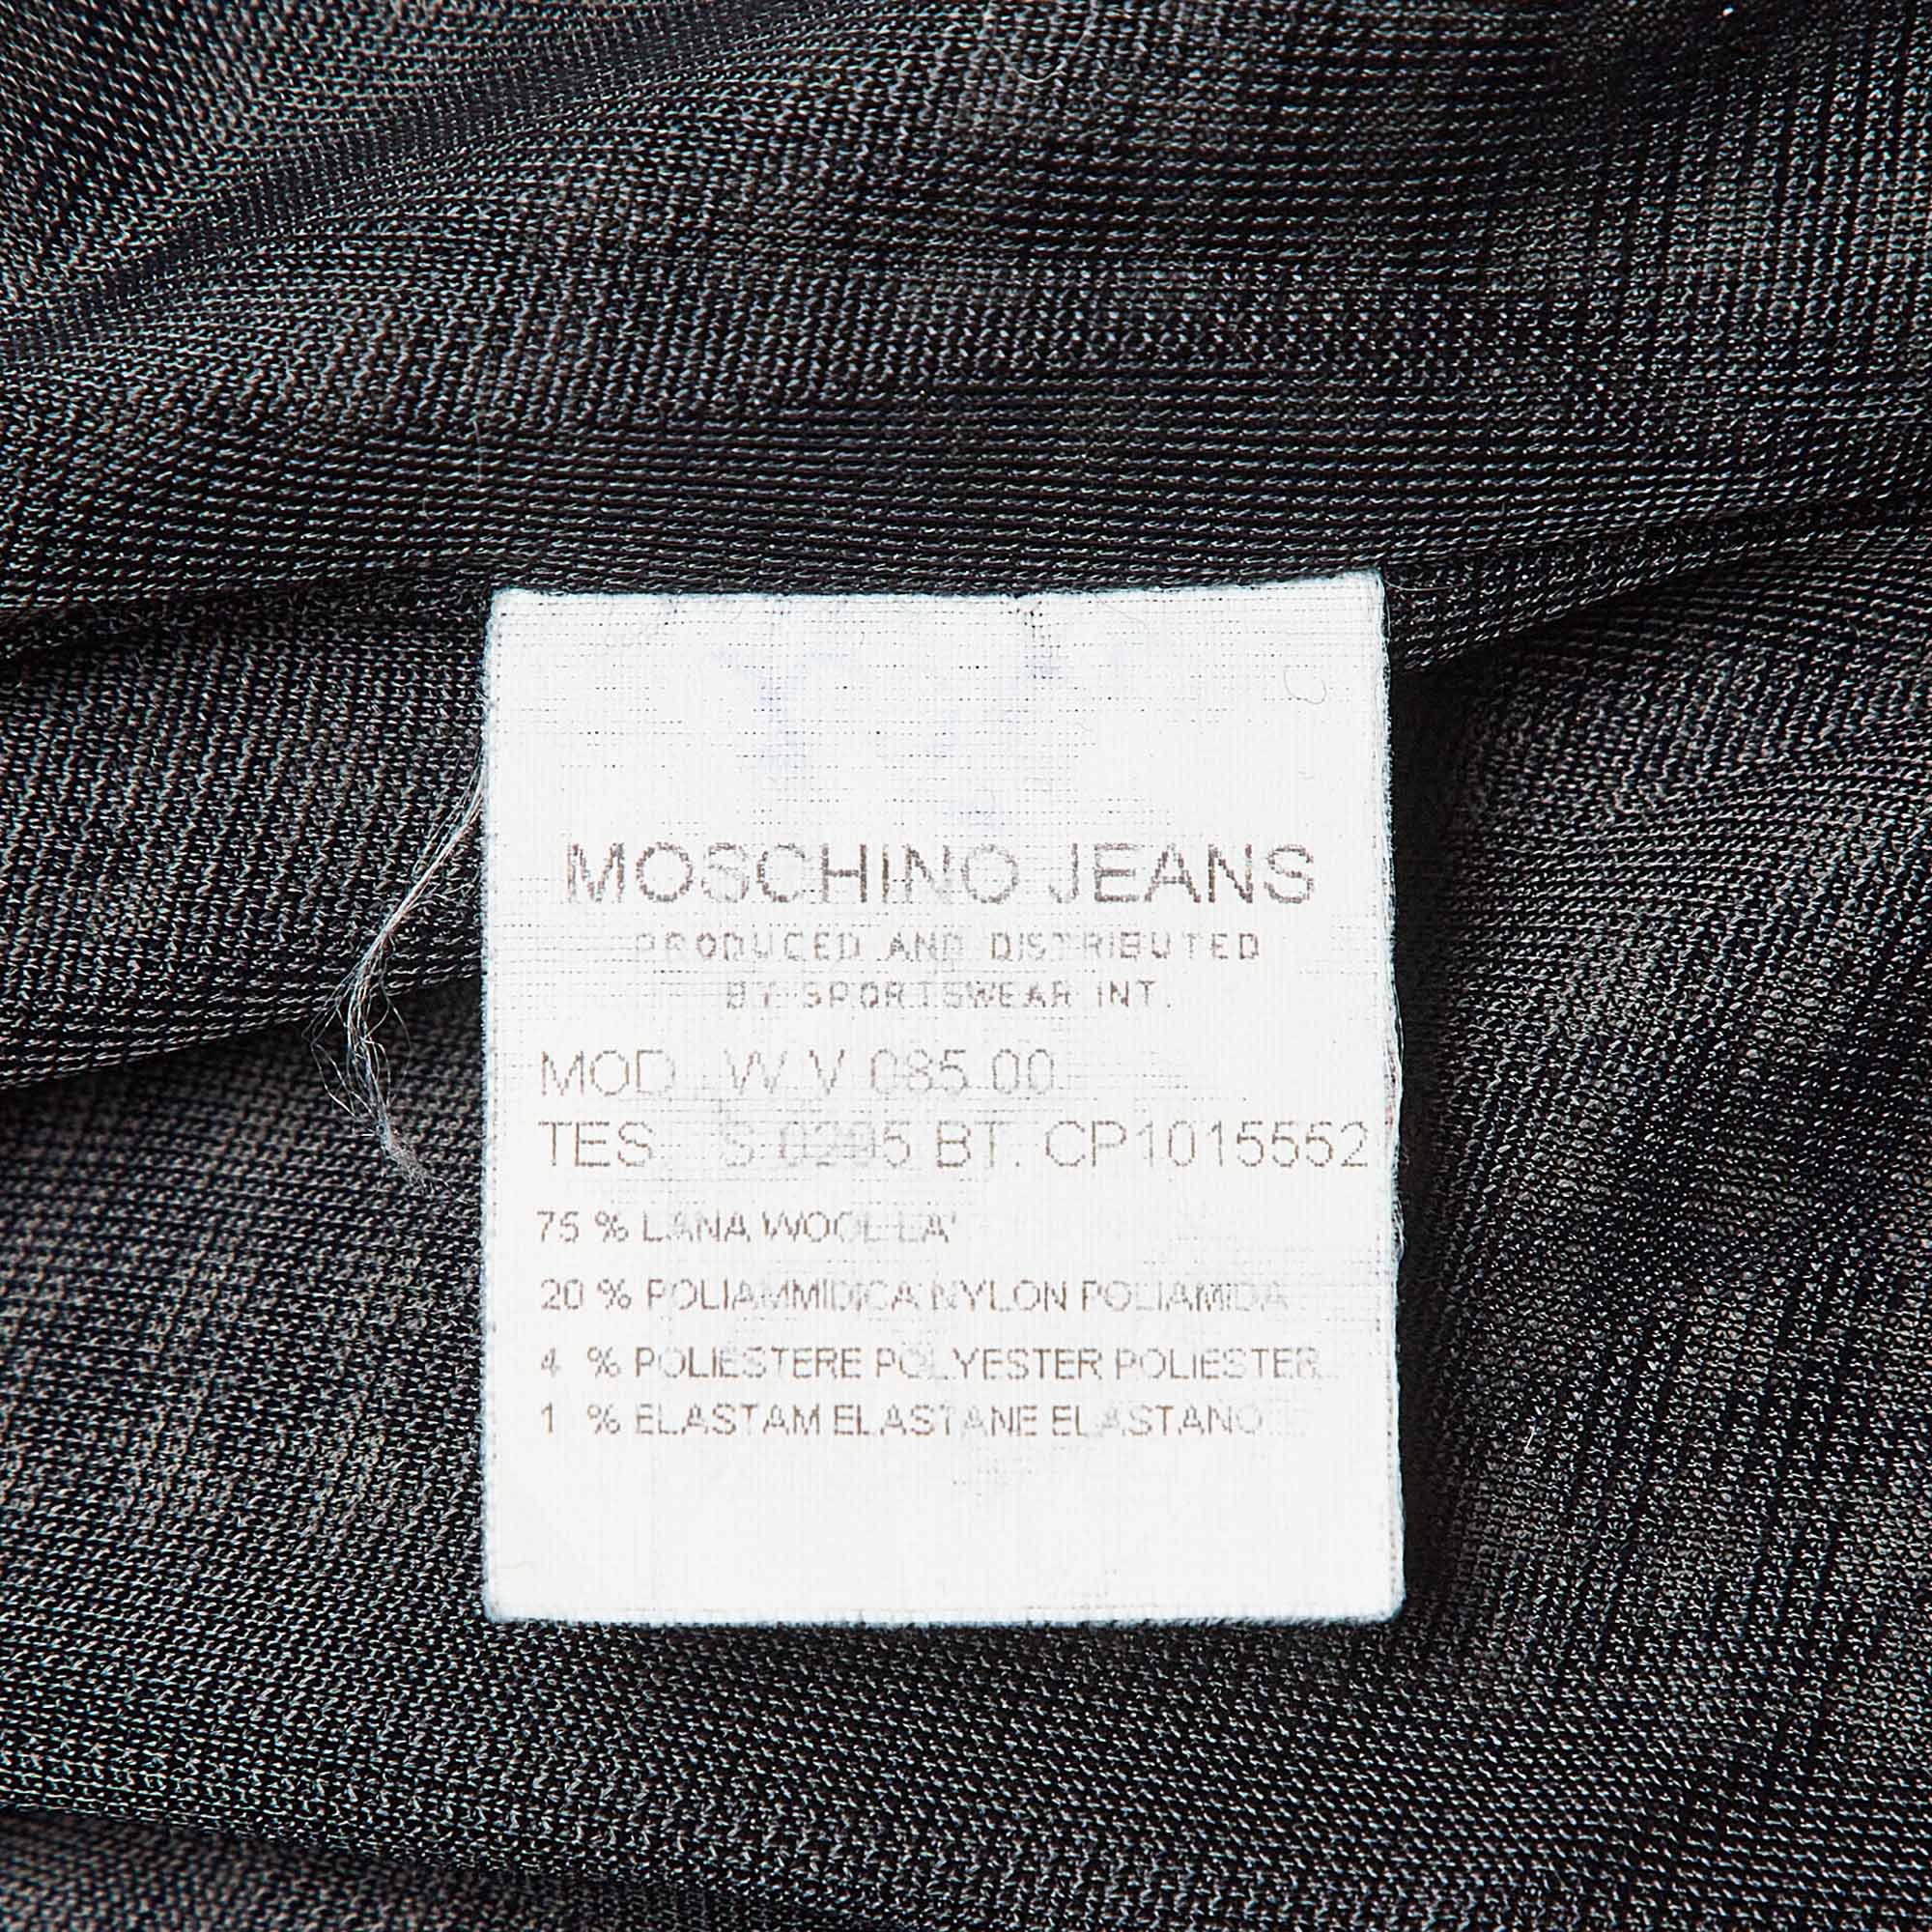 MOSCHINO JEANS
PRODUCED AND DISTRIBUTED
BY SPORTSWEAR INT.
MOD. W V 085 00
TES S BT. CP1015552
75 % LANA WOOL LA'
20 % POLIAMMIDICA NYLON POLIAMIDA
4 % POLIESTERE POLYESTER POLIESTER
1 % ELASTAM ELASTANE ELASTANO